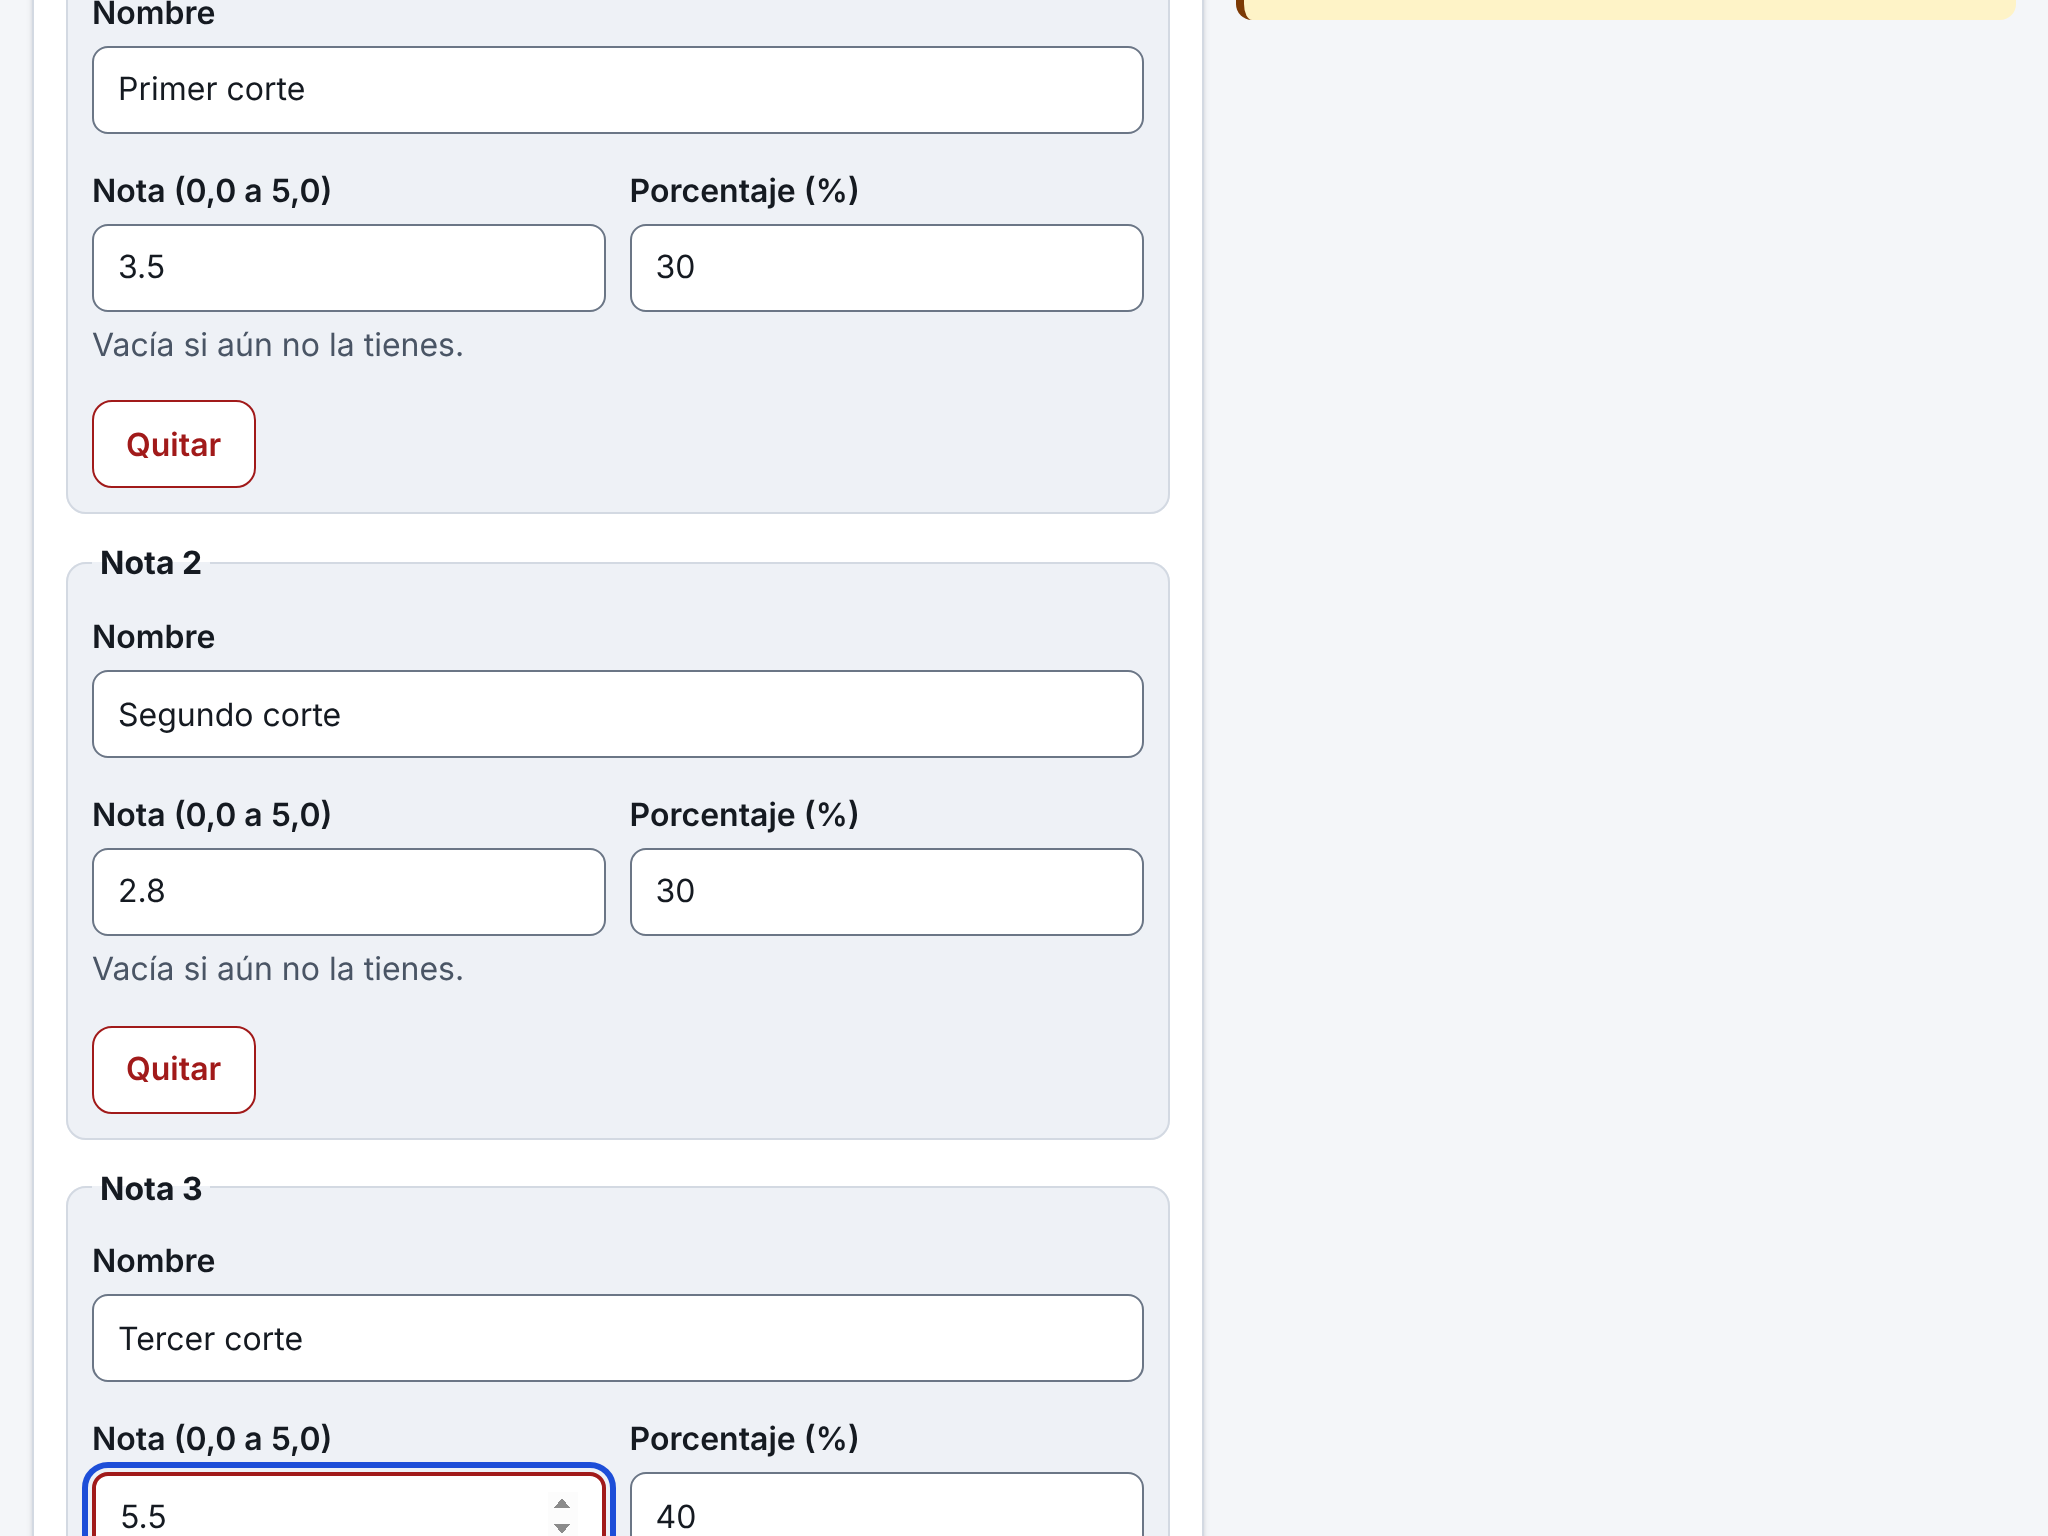 Nombre
Primer corte
Nota (0,0 a 5,0) Porcentaje (%)
3.5 30
Vacía si aún no la tienes.
Quitar
Nota 2
Nombre
Segundo corte
Nota (0,0 a 5,0) Porcentaje (%)
2.8 30
Vacía si aún no la tienes.
Quitar
Nota 3
Nombre
Tercer corte
Nota (0,0 a 5,0) Porcentaje (%)
5.5 40